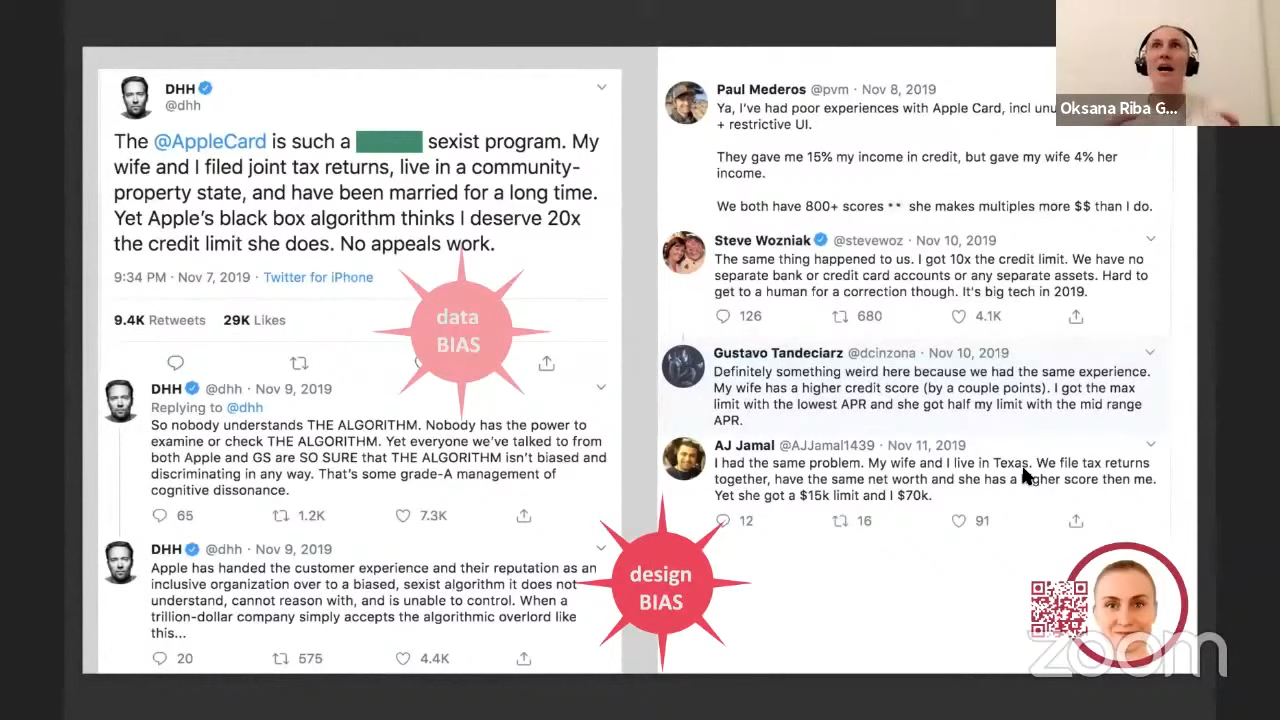 DHH
@dhh
The @AppleCard is such a sexist program. My
wife and I filed joint tax returns, live in a community-
property state, and have been married for a long time.
Yet Apple's black box algorithm thinks I deserve 20x
the credit limit she does. No appeals work.
9:34 PM · Nov 7, 2019 · Twitter for iPhone
9.4K Retweets 29K Likes
data
BIAS
DHH @dhh · Nov 9, 2019
Replying to @dhh
So nobody understands THE ALGORITHM. Nobody has the power to
examine or check THE ALGORITHM. Yet everyone we've talked to from
both Apple and GS are SO SURE that THE ALGORITHM isn't biased and
discriminating in any way. That's some grade-A management of
cognitive dissonance.
65 1.2K 7.3K
DHH @dhh · Nov 9, 2019
Apple has handed the customer experience and their reputation as an
inclusive organization over to a biased, sexist algorithm it does not
understand, cannot reason with, and is unable to control. When a
trillion-dollar company simply accepts the algorithmic overlord like
this...
20 575 4.4K
design
BIAS
Paul Mederos @pvm · Nov 8, 2019
Ya, I've had poor experiences with Apple Card, incl
+ restrictive UI.
They gave me 15% my income in credit, but gave my wife 4% her
income.
We both have 800+ scores ** she makes multiples more $$ than I do.
Steve Wozniak @stevewoz · Nov 10, 2019
The same thing happened to us. I got 10x the credit limit. We have no
separate bank or credit card accounts or any separate assets. Hard to
get to a human for a correction though. It's big tech in 2019.
126 680 4.1K
Gustavo Tandeciarz @dcinzona · Nov 10, 2019
Definitely something weird here because we had the same experience.
My wife has a higher credit score (by a couple points). I got the max
limit with the lowest APR and she got half my limit with the mid range
APR.
AJ Jamal @AJJamal1439 · Nov 11, 2019
I had the same problem. My wife and I live in Texas. We file tax returns
together, have the same net worth and she has a higher score then me.
Yet she got a $15k limit and I $70k.
12 16 91
Oksana Riba G...
zoom